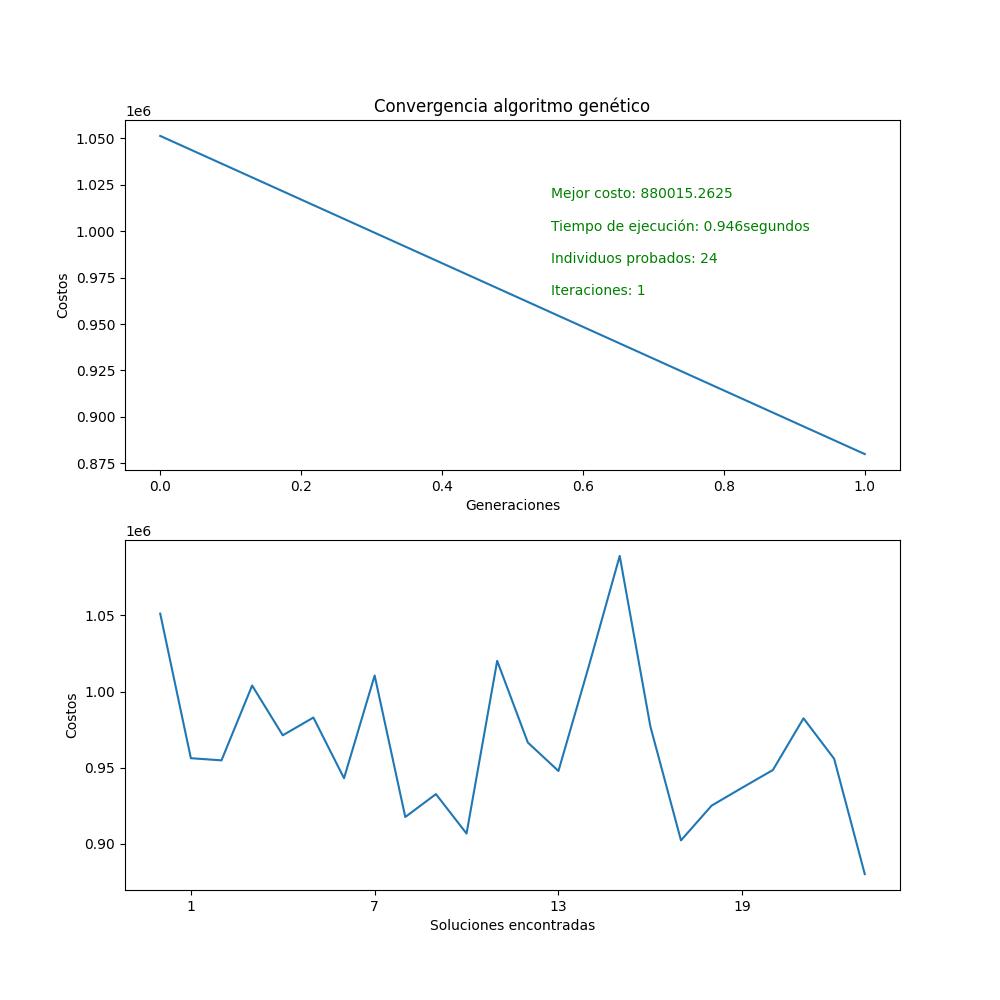 Convergencia algoritmo genético
1e6
1.050
1.025
1.000
0.975
0.950
0.925
0.900
0.875
Costos
Mejor costo: 880015.2625
Tiempo de ejecución: 0.946segundos
Individuos probados: 24
Iteraciones: 1
0.0 0.2 0.4 0.6 0.8 1.0
Generaciones
1e6
1.05
1.00
0.95
0.90
Costos
1 7 13 19
Soluciones encontradas